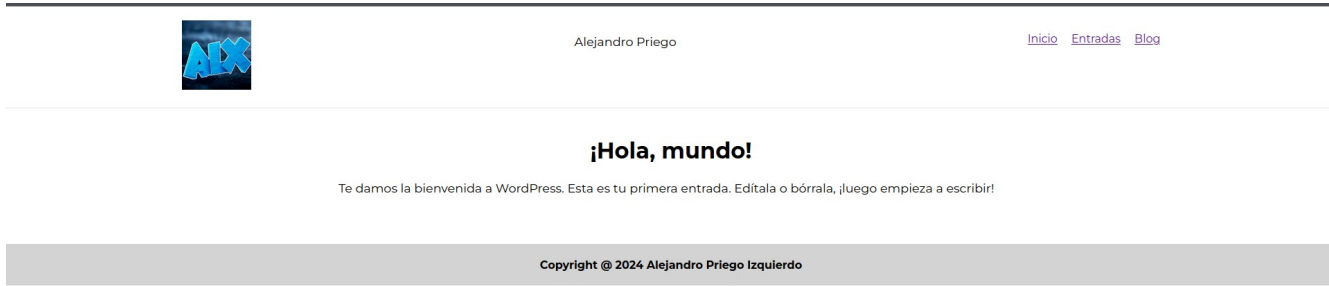 AIX
Alejandro Priego
Inicio Entradas Blog
¡Hola, mundo!
Te damos la bienvenida a WordPress. Esta es tu primera entrada. Edítala o bórrala, ¡luego empieza a escribir!
Copyright @ 2024 Alejandro Priego Izquierdo